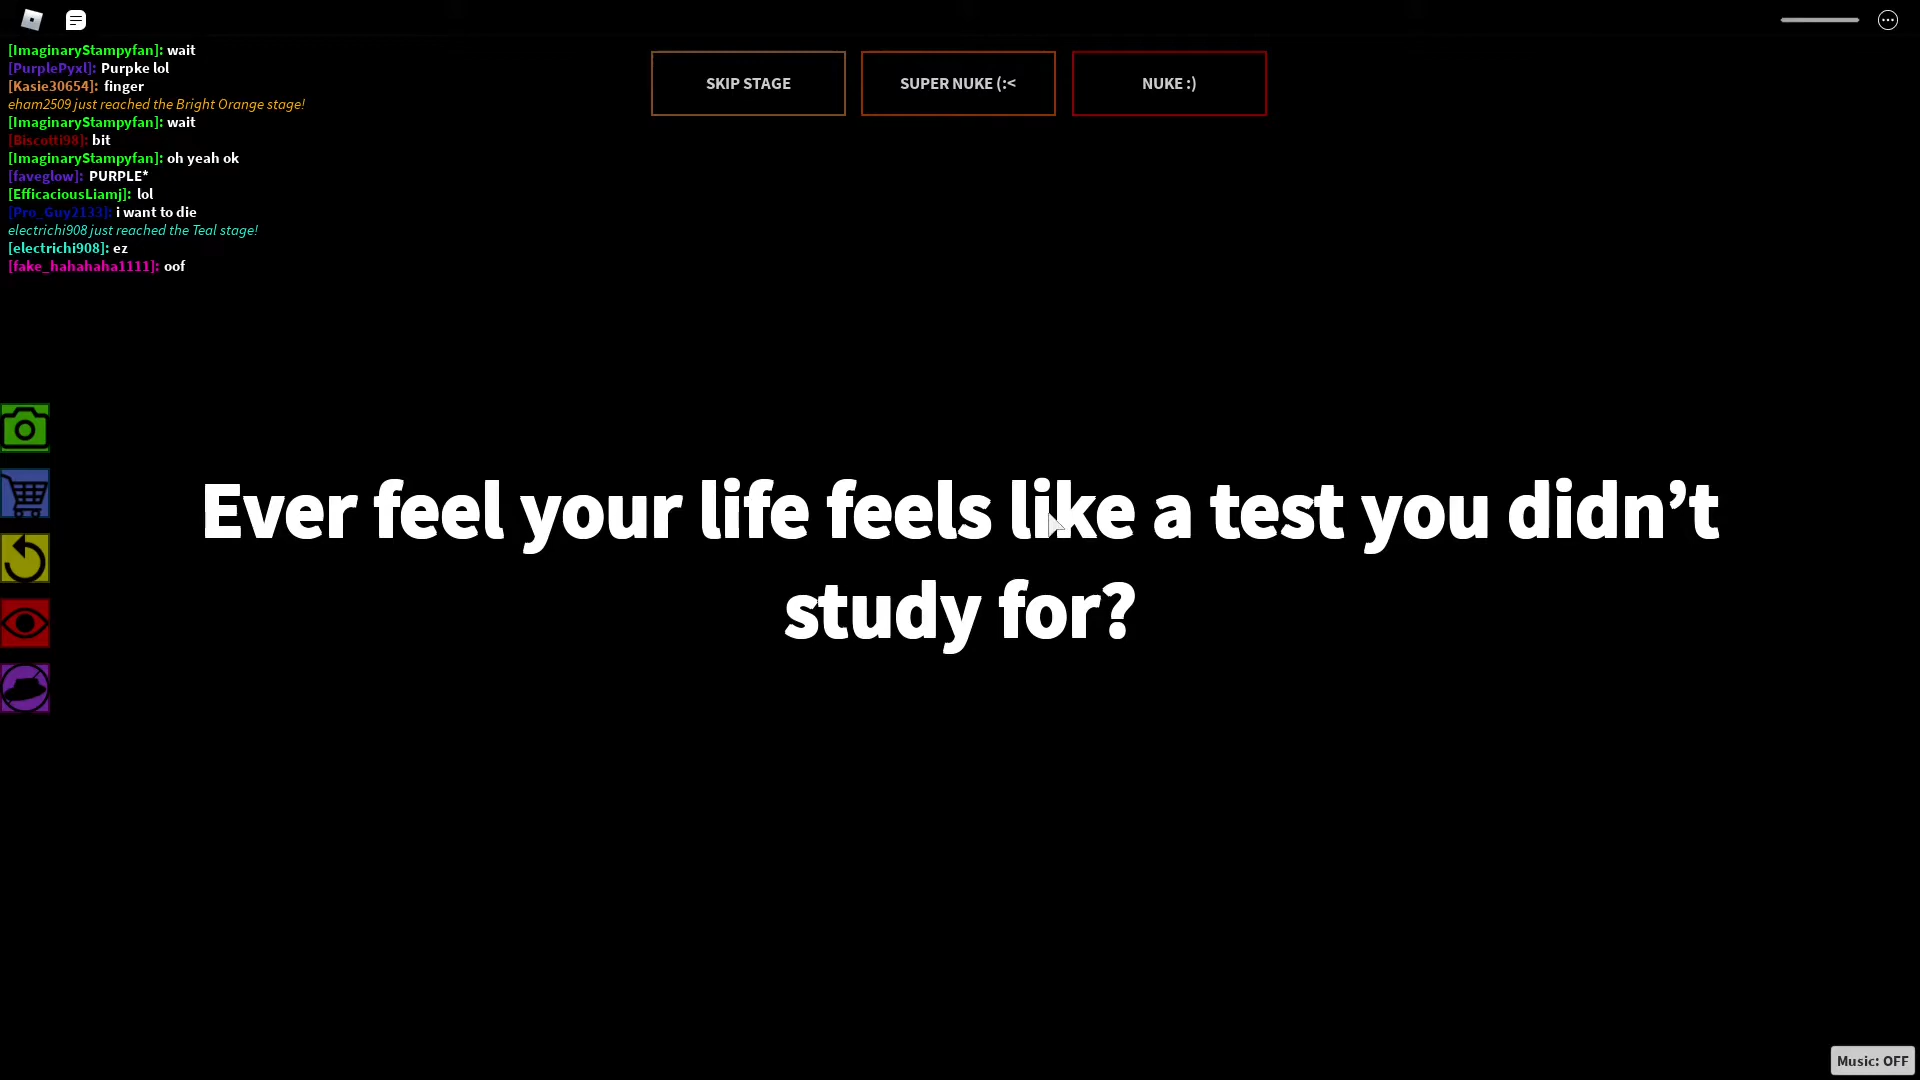 [ImaginaryStampyfan]: wait
[PurplePyxl]: Purpke lol
[Kasie30654]: finger
eham2509 just reached the Bright Orange stage!
[ImaginaryStampyfan]: wait
[Biscotti98]: bit
[ImaginaryStampyfan]: oh yeah ok
[faveglow]: PURPLE*
[EfficaciousLiamj]: lol
[Pro_Guy2133]: i want to die
electrichi908 just reached the Teal stage!
[electrichi908]: ez
[fake_hahahaha1111]: oof
SKIP STAGE
SUPER NUKE (:<
NUKE :)
Ever feel your life feels like a test you didn’t
study for?
Music: OFF